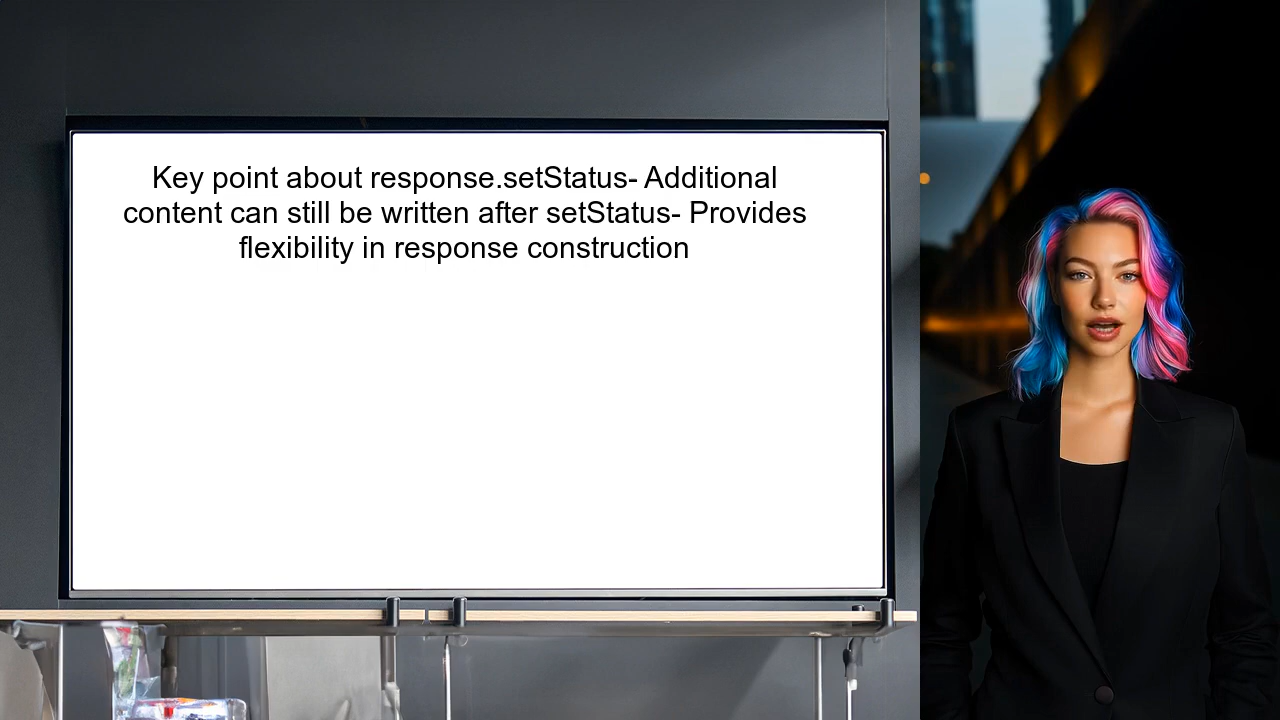 Key point about response.setStatus- Additional
content can still be written after setStatus- Provides
flexibility in response construction